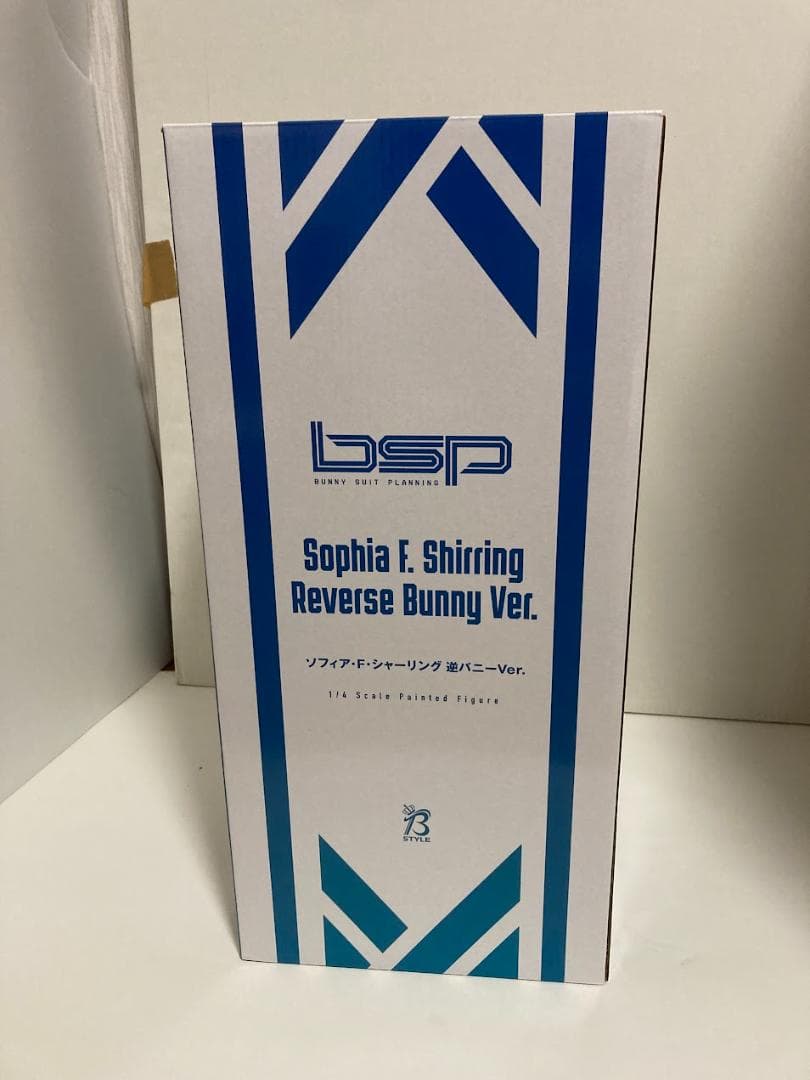 bsp
BUNNY SUIT PLANNING
Sophia F. Shirring
Reverse Bunny Ver.
ソフィア・F・シャーリング 逆バニーVer.
1/4 Scale Painted Figure
B
STYLE